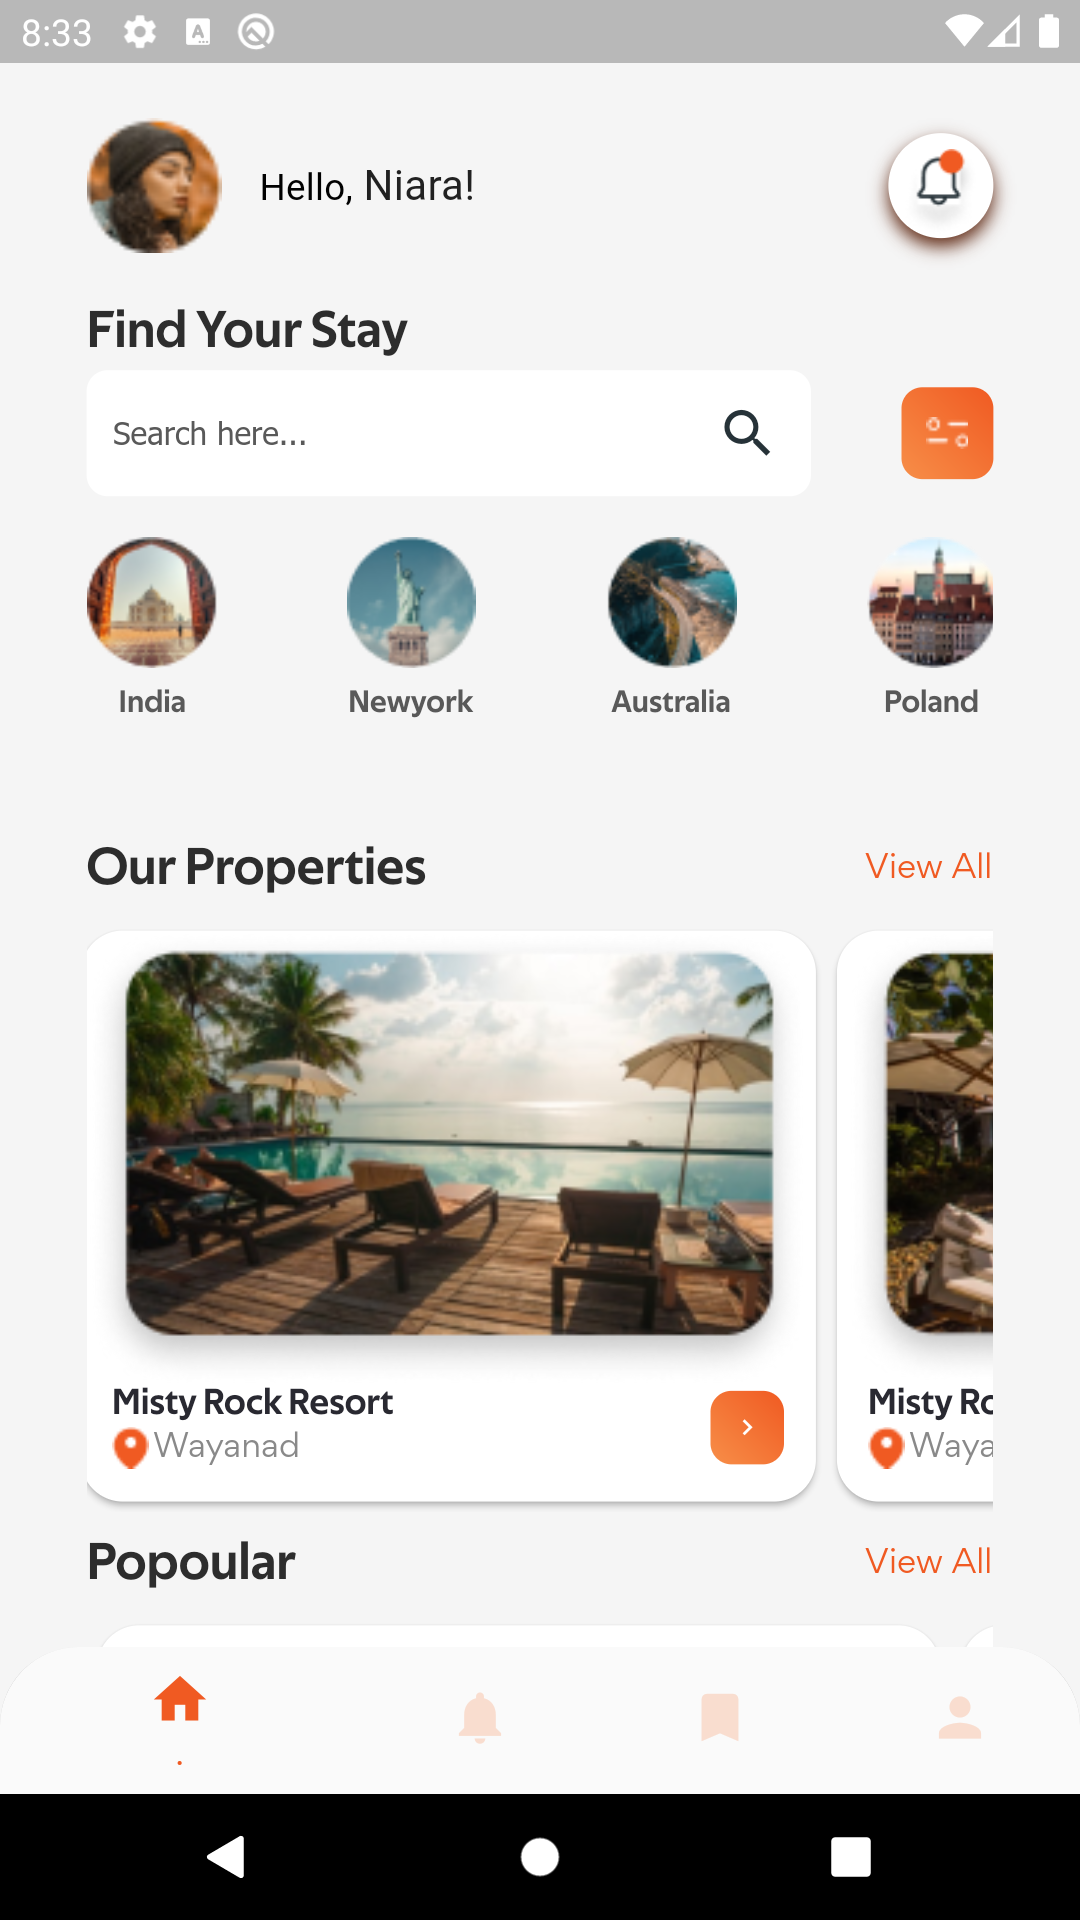 8:33
Hello, Niara!
Find Your Stay
Search here...
India Newyork Australia Poland
Our Properties View All
Misty Rock Resort Misty Ro
Wayanad Waya
Popoular View All